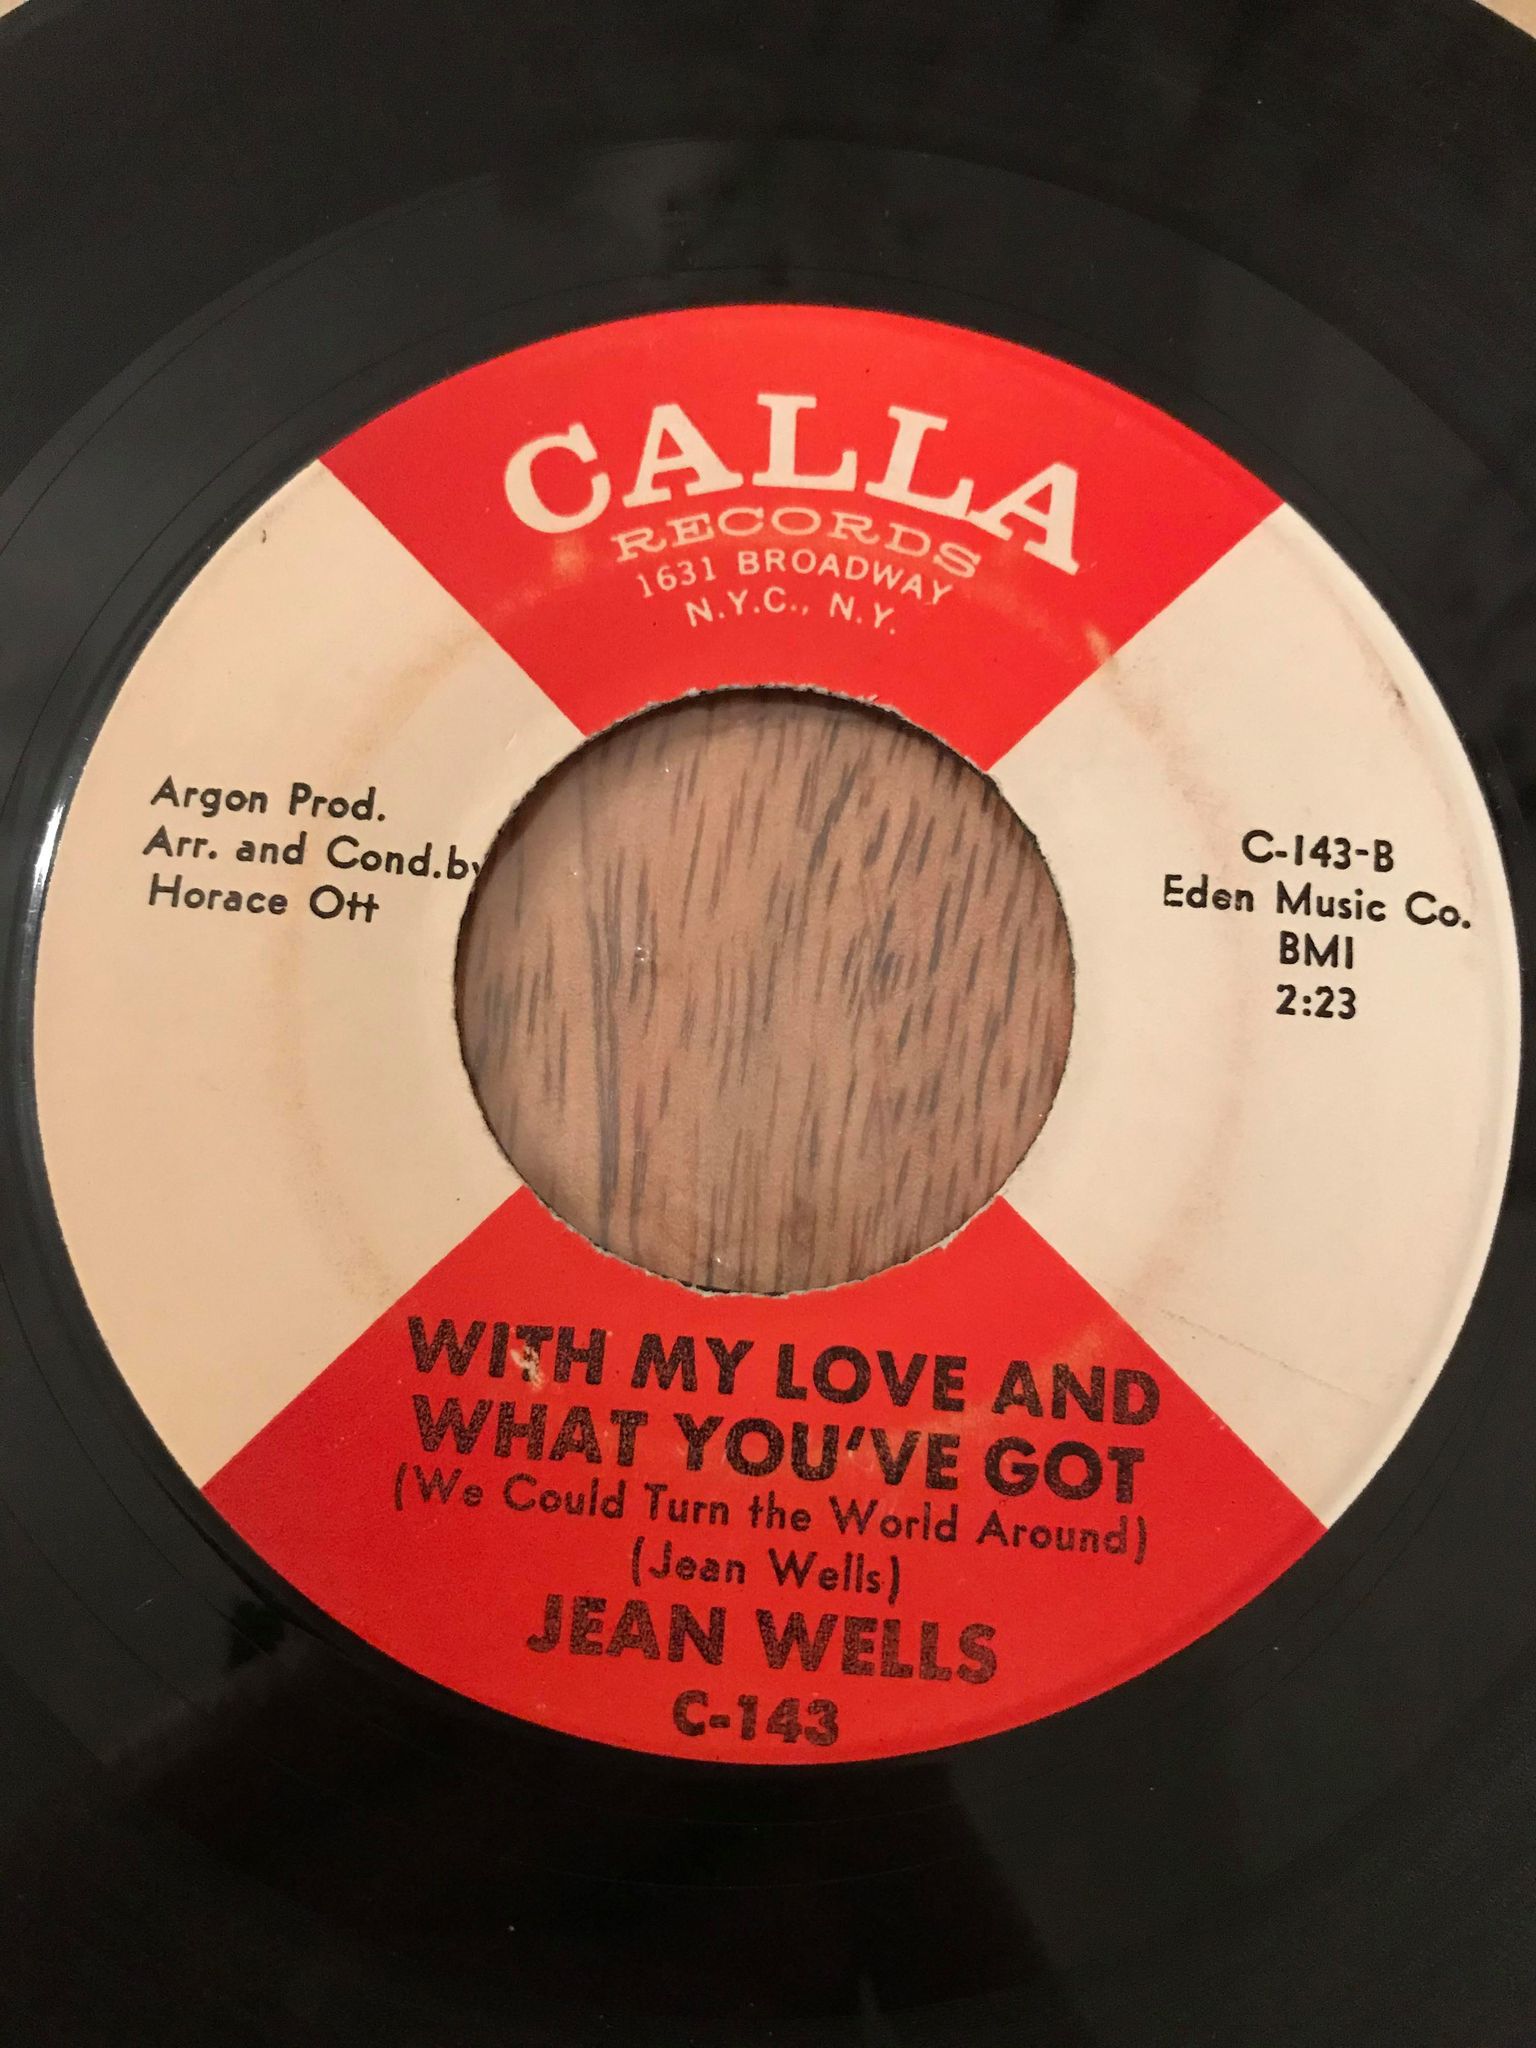 CALLA
RECORDS
1631 BROADWAY
N.Y.C., N.Y.
Argon Prod.
Arr. and Cond.by
Horace Ott
C-143-B
Eden Music Co.
BMI
2:23
WITH MY LOVE AND
WHAT YOU'VE GOT
(We Could Turn the World Around)
(Jean Wells)
JEAN WELLS
C-143